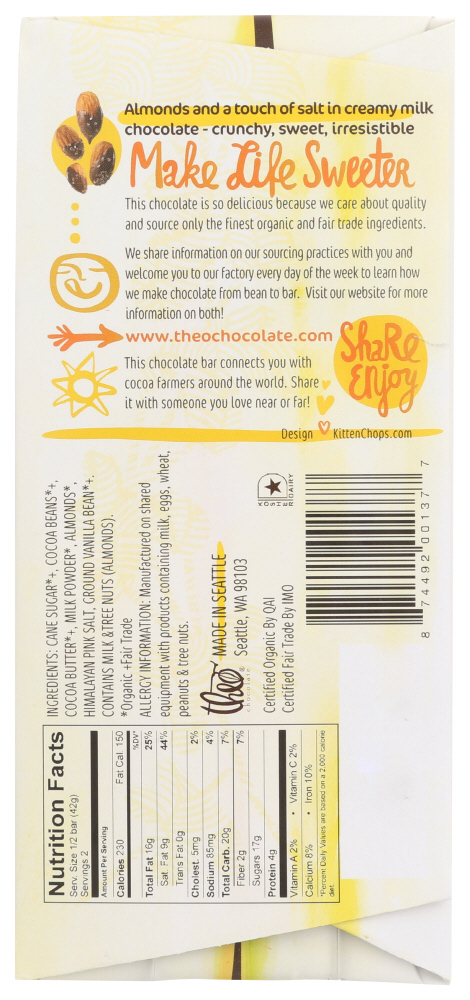 Almonds and a touch of salt in creamy milk
chocolate - crunchy, sweet, irresistible
Make Life Sweeter
This chocolate is so delicious because we care about quality
and source only the finest organic and fair trade ingredients.
We share information on our sourcing practices with you and
welcome you to our factory every day of the week to learn how
we make chocolate from bean to bar. Visit our website for more
information on both!
www.theochocolate.com
This chocolate bar connects you with
cocoa farmers around the world. Share
it with someone you love near or far!
Share
Enjoy
Design KittenChops.com
INGREDIENTS: CANE SUGAR*+, COCOA BEANS*+,
COCOA BUTTER*+, MILK POWDER*, ALMONDS*,
HIMALAYAN PINK SALT, GROUND VANILLA BEAN*+.
CONTAINS MILK & TREE NUTS (ALMONDS).
*Organic +Fair Trade
ALLERGY INFORMATION: Manufactured on shared
equipment with products containing milk, eggs, wheat,
peanuts & tree nuts.
theo®
chocolate
MADE IN SEATTLE
Seattle, WA 98103
Certified Organic By QAI
Certified Fair Trade By IMO
KOSHER DAIRY
8 74492 00137 7
Nutrition Facts
Serv. Size 1/2 bar (42g)
Servings 2
Amount Per Serving
Calories 230 Fat Cal. 150
%DV*
Total Fat 16g 25%
Sat. Fat 9g 44%
Trans Fat 0g
Cholest. 5mg 2%
Sodium 85mg 4%
Total Carb. 20g 7%
Fiber 2g 7%
Sugars 17g
Protein 4g
Vitamin A 2% • Vitamin C 2%
Calcium 8% • Iron 10%
*Percent Daily Values are based on a 2,000 calorie
diet.